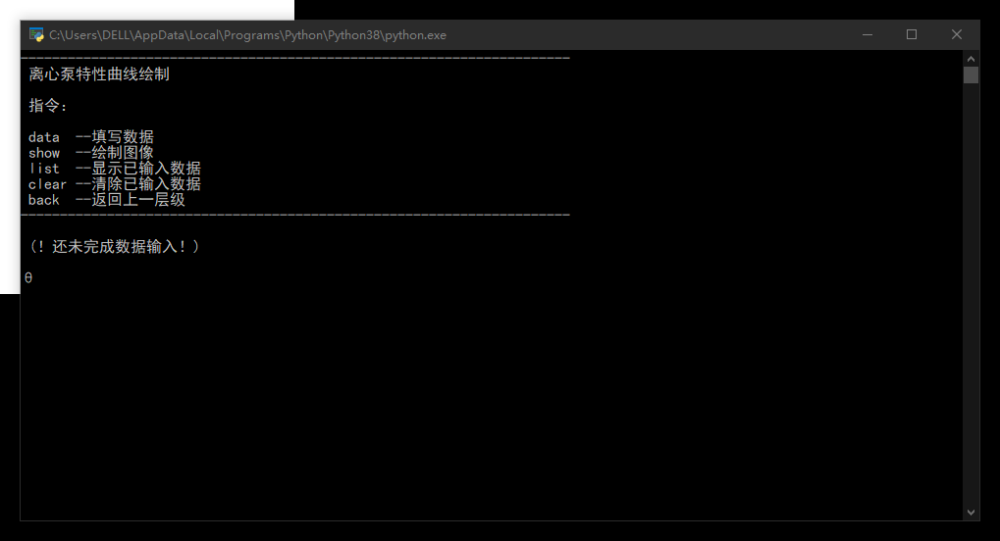 C:\Users\DELL\AppData\Local\Programs\Python\Python38\python.exe
----------------------------------------------------------------------
离心泵特性曲线绘制
指令：
data  --填写数据
show  --绘制图像
list  --显示已输入数据
clear --清除已输入数据
back  --返回上一层级
----------------------------------------------------------------------
(! 还未完成数据输入! )
θ